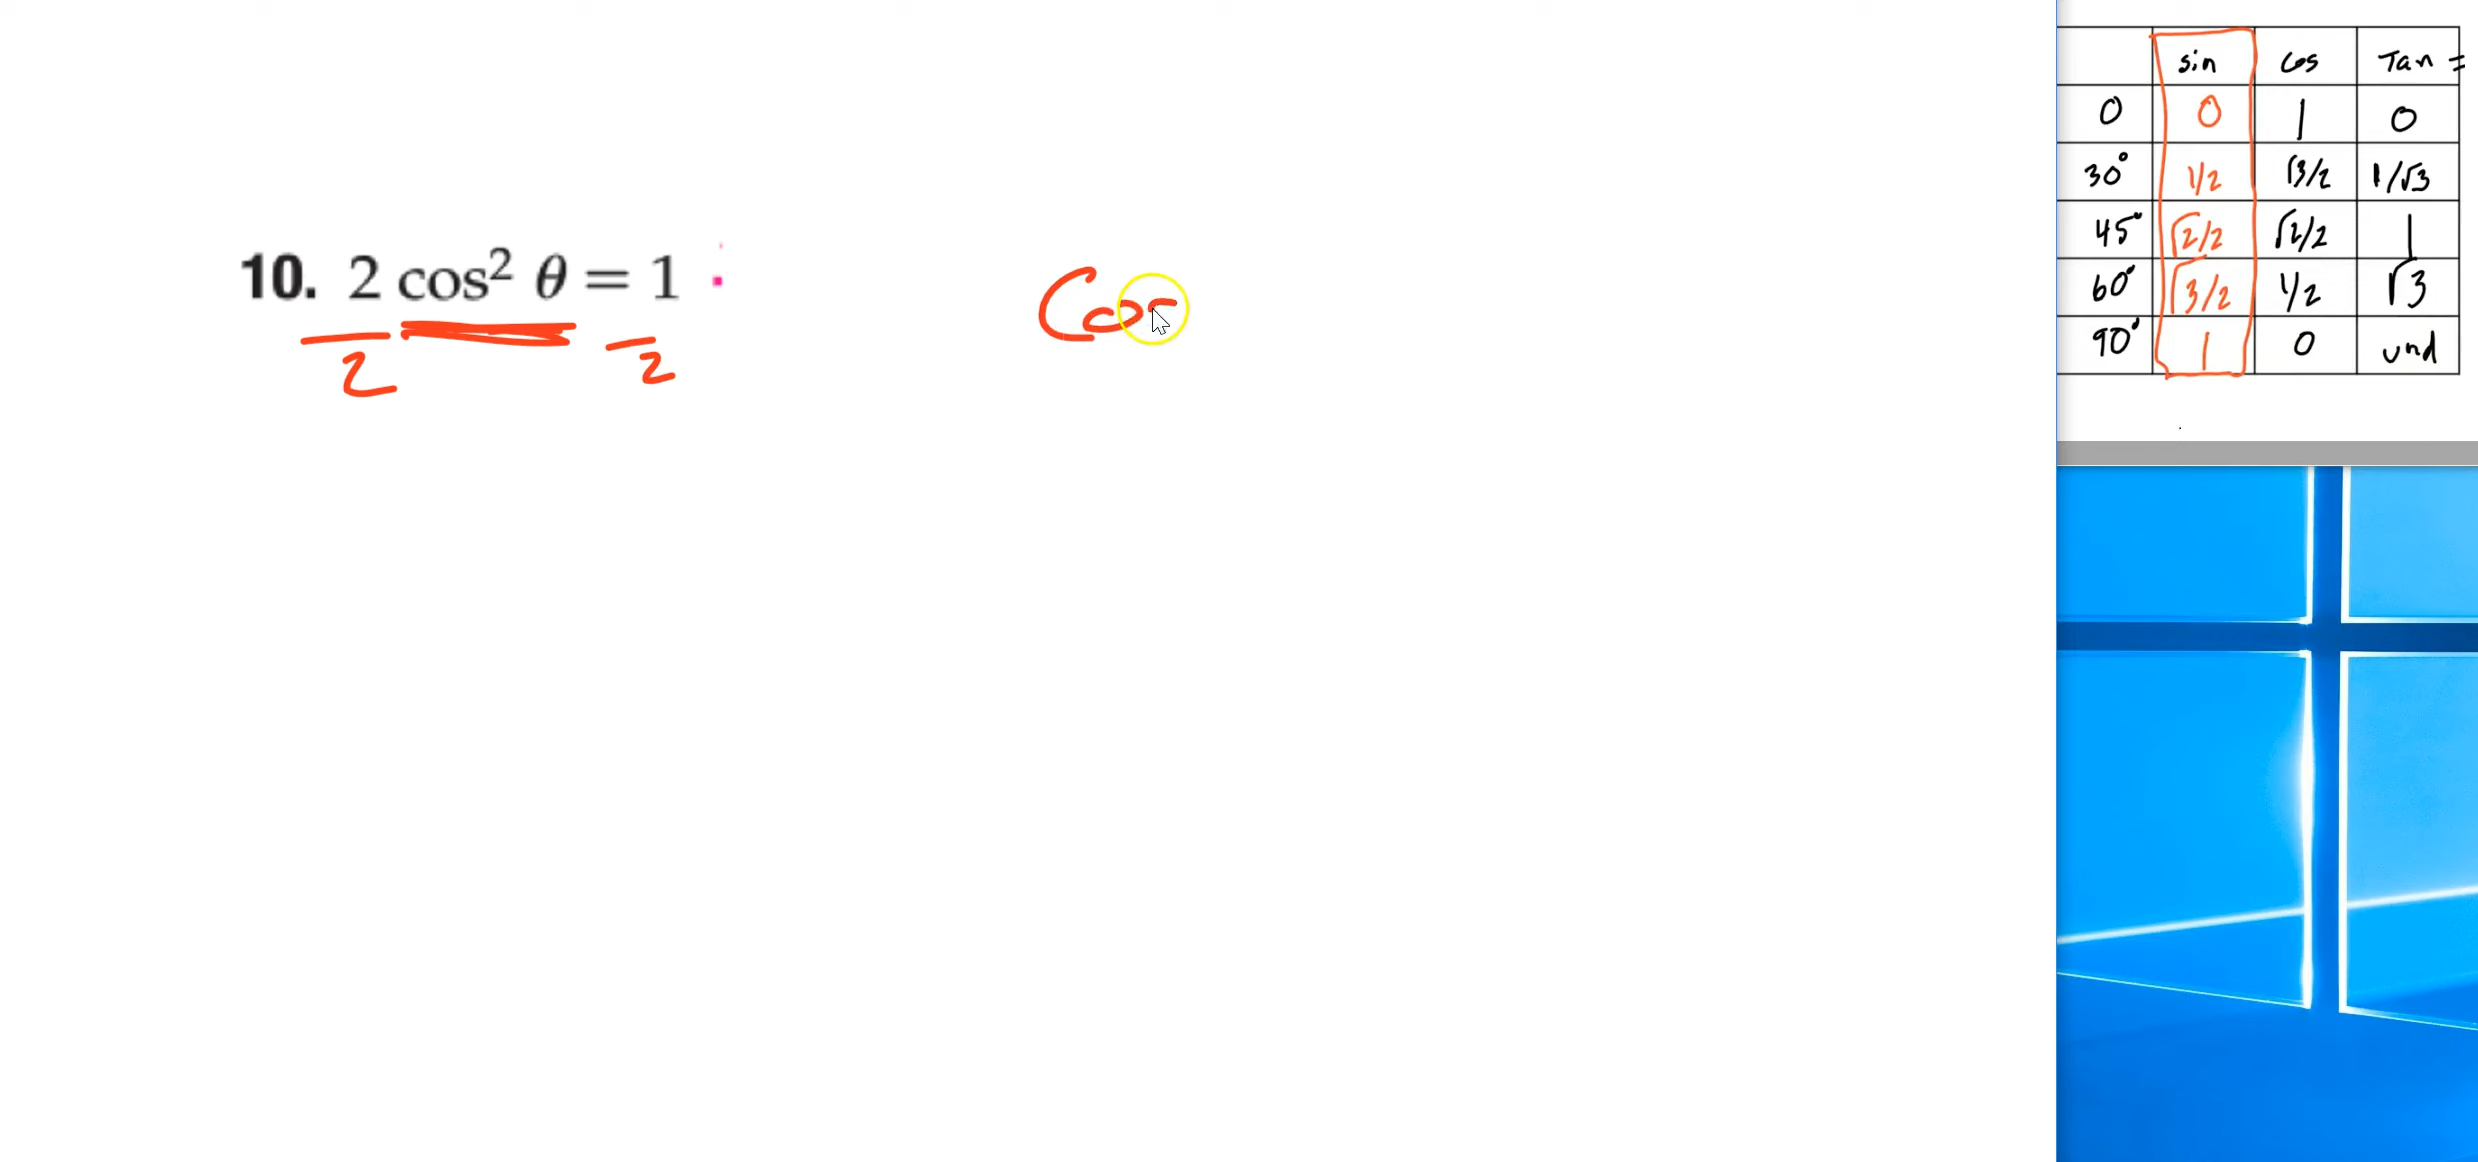 10. 2 cos² θ = 1
2 2
Cos
sin cos Tan =
0 0 1 0
30° 1/2 √3/2 1/√3
45° √2/2 √2/2 1
60° √3/2 1/2 √3
90° 1 0 und